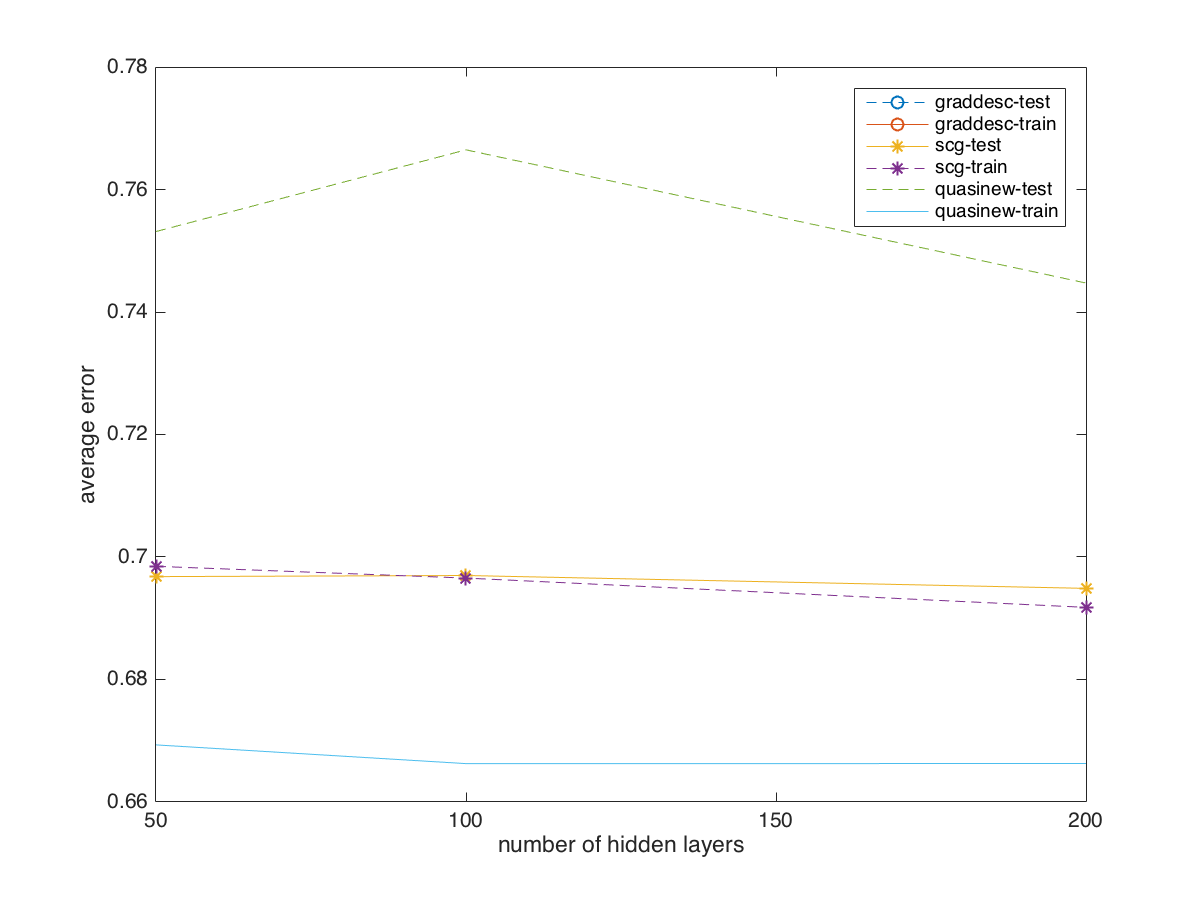 0.78
0.76
0.74
0.72
0.7
0.68
0.66
50
100
150
200
average error
number of hidden layers
graddesc-test
graddesc-train
scg-test
scg-train
quasinew-test
quasinew-train